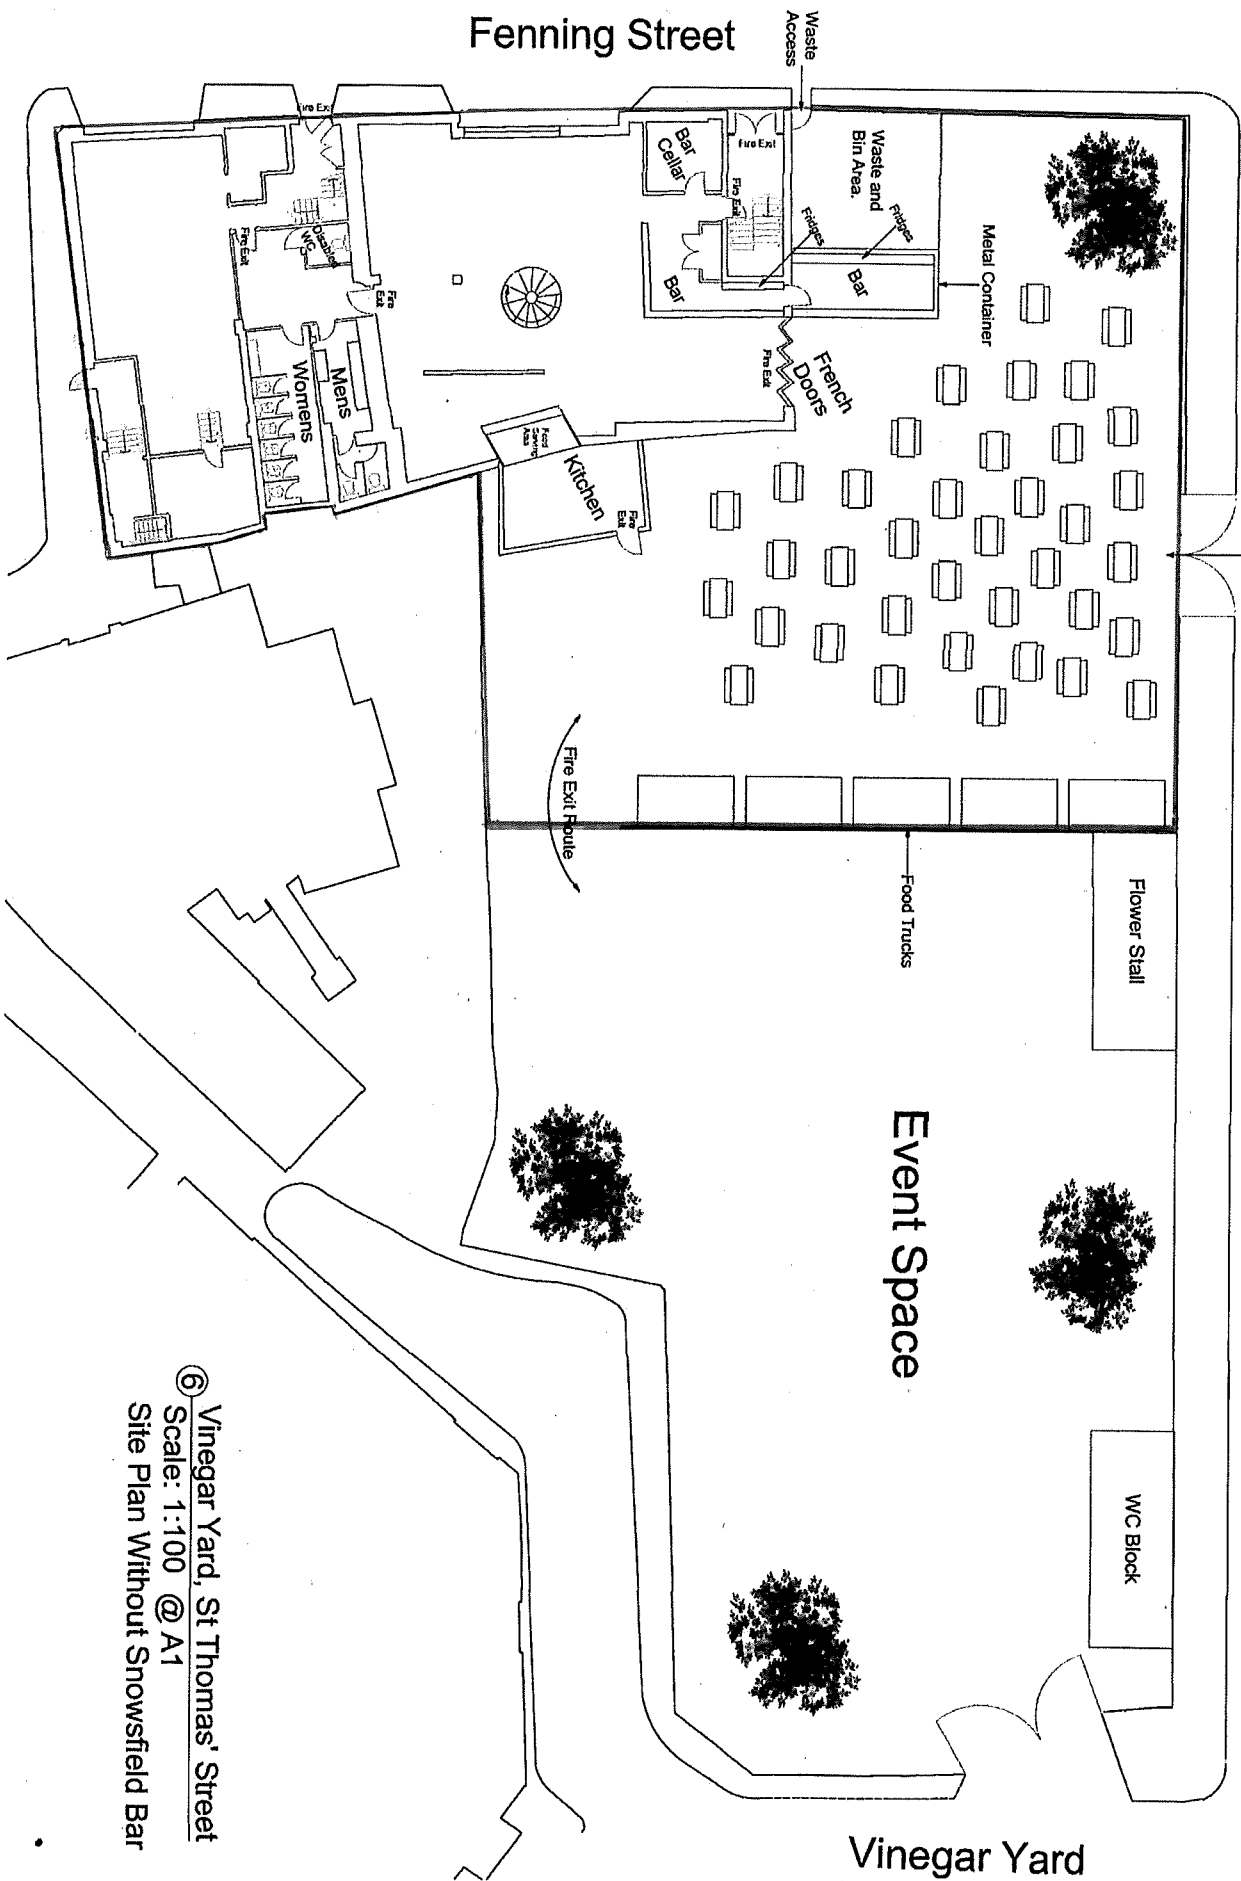 Fenning Street
Waste
Access
Fire Exit
Bar
Cellar
Fire Exit
Fire Exit
Waste and
Bin Area.
Fridges
Fridges
Metal Container
Bar
Bar
Disabled
WC
Fire Exit
Fire
Exit
French
Doors
Fire Exit
Mens
Womens
Food
Serving
Area
Kitchen
Fire
Exit
Fire Exit Route
Food Trucks
Flower Stall
Event Space
WC Block
6 Vinegar Yard, St Thomas' Street
Scale: 1:100 @ A1
Site Plan Without Snowsfield Bar
Vinegar Yard